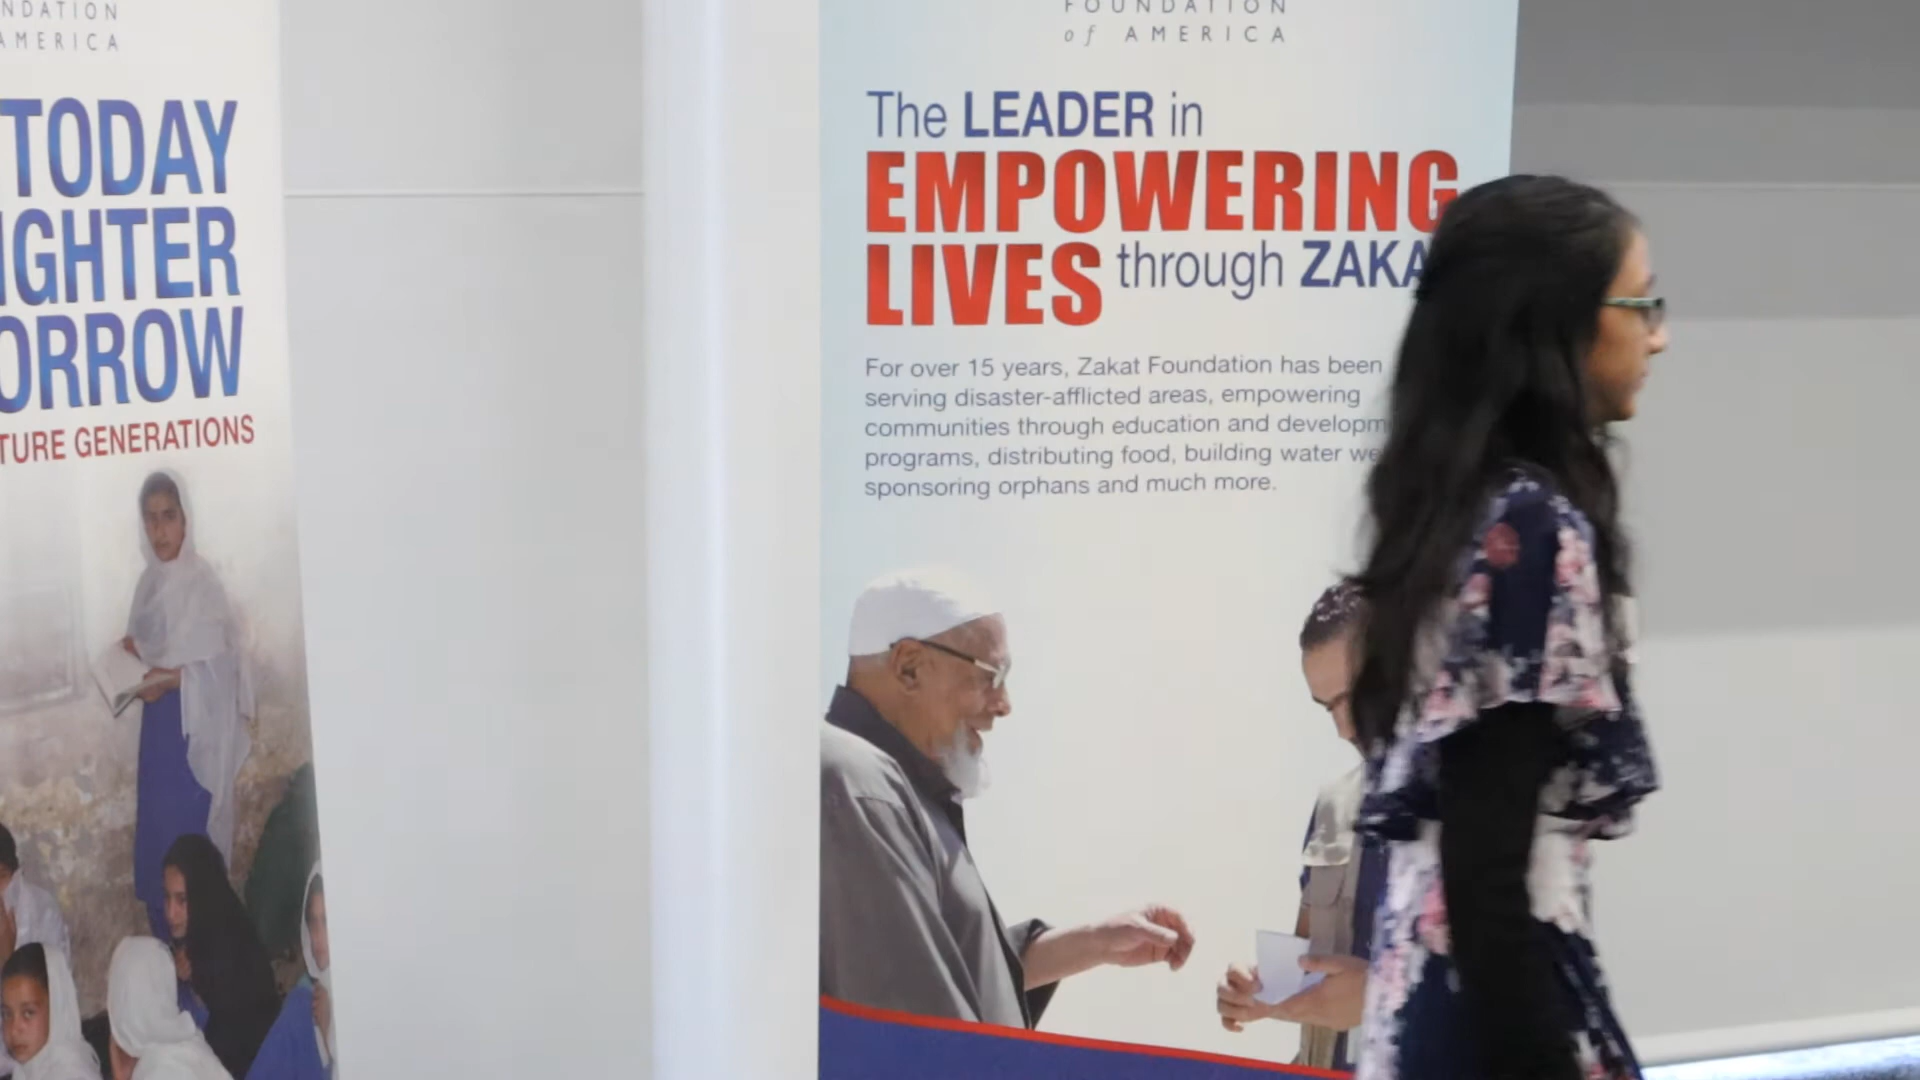 NDATION
AMERICA
TODAY
IGHTER
ORROW
TURE GENERATIONS
FOUNDATION
of AMERICA
The LEADER in
EMPOWERING
LIVES through ZAKA
For over 15 years, Zakat Foundation has been
serving disaster-afflicted areas, empowering
communities through education and developm
programs, distributing food, building water we
sponsoring orphans and much more.